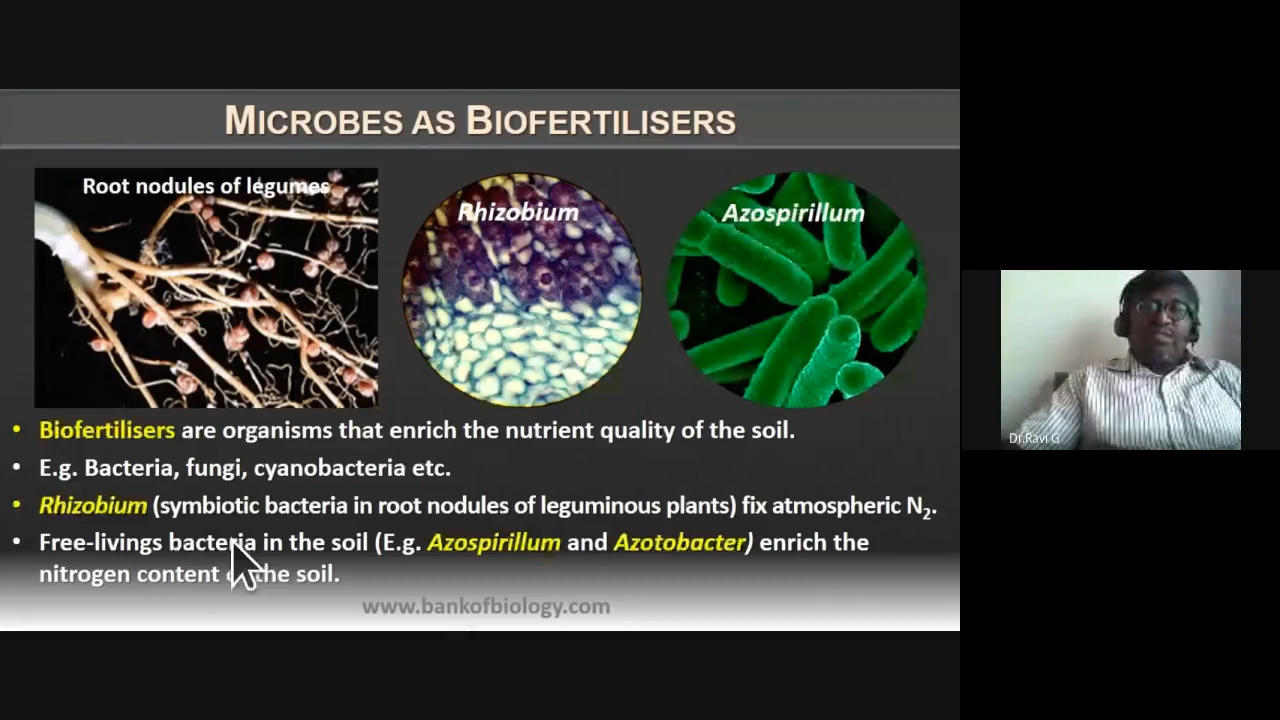 MICROBES AS BIOFERTILISERS
Root nodules of legumes
Rhizobium
Azospirillum
• Biofertilisers are organisms that enrich the nutrient quality of the soil.
• E.g. Bacteria, fungi, cyanobacteria etc.
• Rhizobium (symbiotic bacteria in root nodules of leguminous plants) fix atmospheric N₂.
• Free-livings bacteria in the soil (E.g. Azospirillum and Azotobacter) enrich the
nitrogen content of the soil.
www.bankofbiology.com
Dr.Ravi G